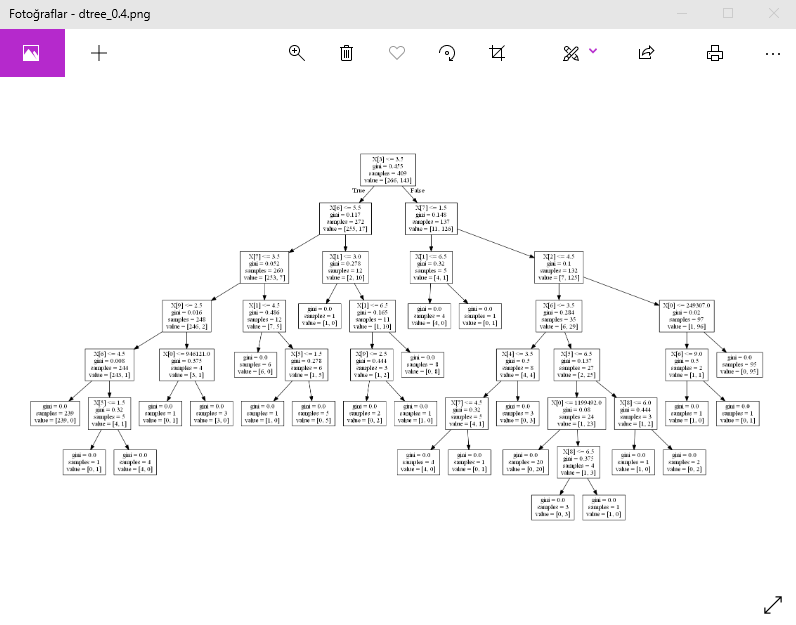 Fotoğraflar - dtree_0.4.png
X[3] <= 3.5
gini = 0.455
samples = 409
value = [266, 143]
True
False
X[6] <= 5.5
gini = 0.117
samples = 272
value = [255, 17]
X[7] <= 1.5
gini = 0.148
samples = 137
value = [11, 126]
X[7] <= 3.5
gini = 0.052
samples = 260
value = [253, 7]
X[1] <= 3.0
gini = 0.278
samples = 12
value = [2, 10]
X[1] <= 6.5
gini = 0.32
samples = 5
value = [4, 1]
X[2] <= 4.5
gini = 0.1
samples = 132
value = [7, 125]
X[9] <= 2.5
gini = 0.016
samples = 248
value = [246, 2]
X[1] <= 4.5
gini = 0.486
samples = 12
value = [7, 5]
gini = 0.0
samples = 1
value = [1, 0]
X[3] <= 6.5
gini = 0.165
samples = 11
value = [1, 10]
gini = 0.0
samples = 4
value = [4, 0]
gini = 0.0
samples = 1
value = [0, 1]
X[6] <= 3.5
gini = 0.284
samples = 35
value = [6, 29]
X[0] <= 249307.0
gini = 0.02
samples = 97
value = [1, 96]
X[6] <= 4.5
gini = 0.008
samples = 244
value = [243, 1]
X[0] <= 946121.0
gini = 0.375
samples = 4
value = [3, 1]
gini = 0.0
samples = 6
value = [6, 0]
X[5] <= 1.5
gini = 0.278
samples = 6
value = [1, 5]
X[9] <= 2.5
gini = 0.444
samples = 3
value = [1, 2]
gini = 0.0
samples = 8
value = [0, 8]
X[4] <= 3.5
gini = 0.5
samples = 8
value = [4, 4]
X[5] <= 6.5
gini = 0.137
samples = 27
value = [2, 25]
X[6] <= 9.0
gini = 0.5
samples = 2
value = [1, 1]
gini = 0.0
samples = 95
value = [0, 95]
gini = 0.0
samples = 239
value = [239, 0]
X[5] <= 1.5
gini = 0.32
samples = 5
value = [4, 1]
gini = 0.0
samples = 1
value = [0, 1]
gini = 0.0
samples = 3
value = [3, 0]
gini = 0.0
samples = 1
value = [1, 0]
gini = 0.0
samples = 5
value = [0, 5]
gini = 0.0
samples = 2
value = [0, 2]
gini = 0.0
samples = 1
value = [1, 0]
X[7] <= 4.5
gini = 0.32
samples = 5
value = [4, 1]
gini = 0.0
samples = 3
value = [0, 3]
X[0] <= 1199492.0
gini = 0.08
samples = 24
value = [1, 23]
X[8] <= 6.0
gini = 0.444
samples = 3
value = [1, 2]
gini = 0.0
samples = 1
value = [1, 0]
gini = 0.0
samples = 1
value = [0, 1]
gini = 0.0
samples = 1
value = [0, 1]
gini = 0.0
samples = 4
value = [4, 0]
gini = 0.0
samples = 4
value = [4, 0]
gini = 0.0
samples = 1
value = [0, 1]
gini = 0.0
samples = 20
value = [0, 20]
X[8] <= 6.5
gini = 0.375
samples = 4
value = [1, 3]
gini = 0.0
samples = 1
value = [1, 0]
gini = 0.0
samples = 2
value = [0, 2]
gini = 0.0
samples = 3
value = [0, 3]
gini = 0.0
samples = 1
value = [1, 0]